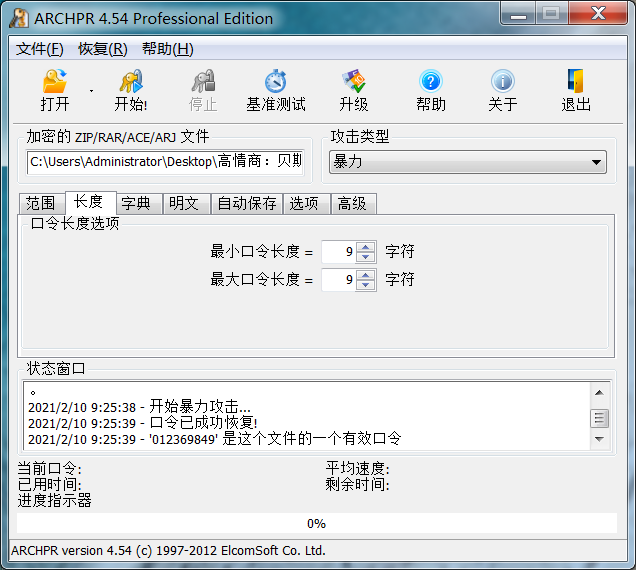 ARCHPR 4.54 Professional Edition
文件(F) 恢复(R) 帮助(H)
打开 开始! 停止 基准测试 升级 帮助 关于 退出
加密的 ZIP/RAR/ACE/ARJ 文件 攻击类型
C:\Users\Administrator\Desktop\高情商：贝斯 暴力
范围 长度 字典 明文 自动保存 选项 高级
口令长度选项
最小口令长度 = 9 字符
最大口令长度 = 9 字符
状态窗口
。
2021/2/10 9:25:38 - 开始暴力攻击...
2021/2/10 9:25:39 - 口令已成功恢复!
2021/2/10 9:25:39 - '012369849' 是这个文件的一个有效口令
当前口令: 平均速度:
已用时间: 剩余时间:
进度指示器
0%
ARCHPR version 4.54 (c) 1997-2012 ElcomSoft Co. Ltd.